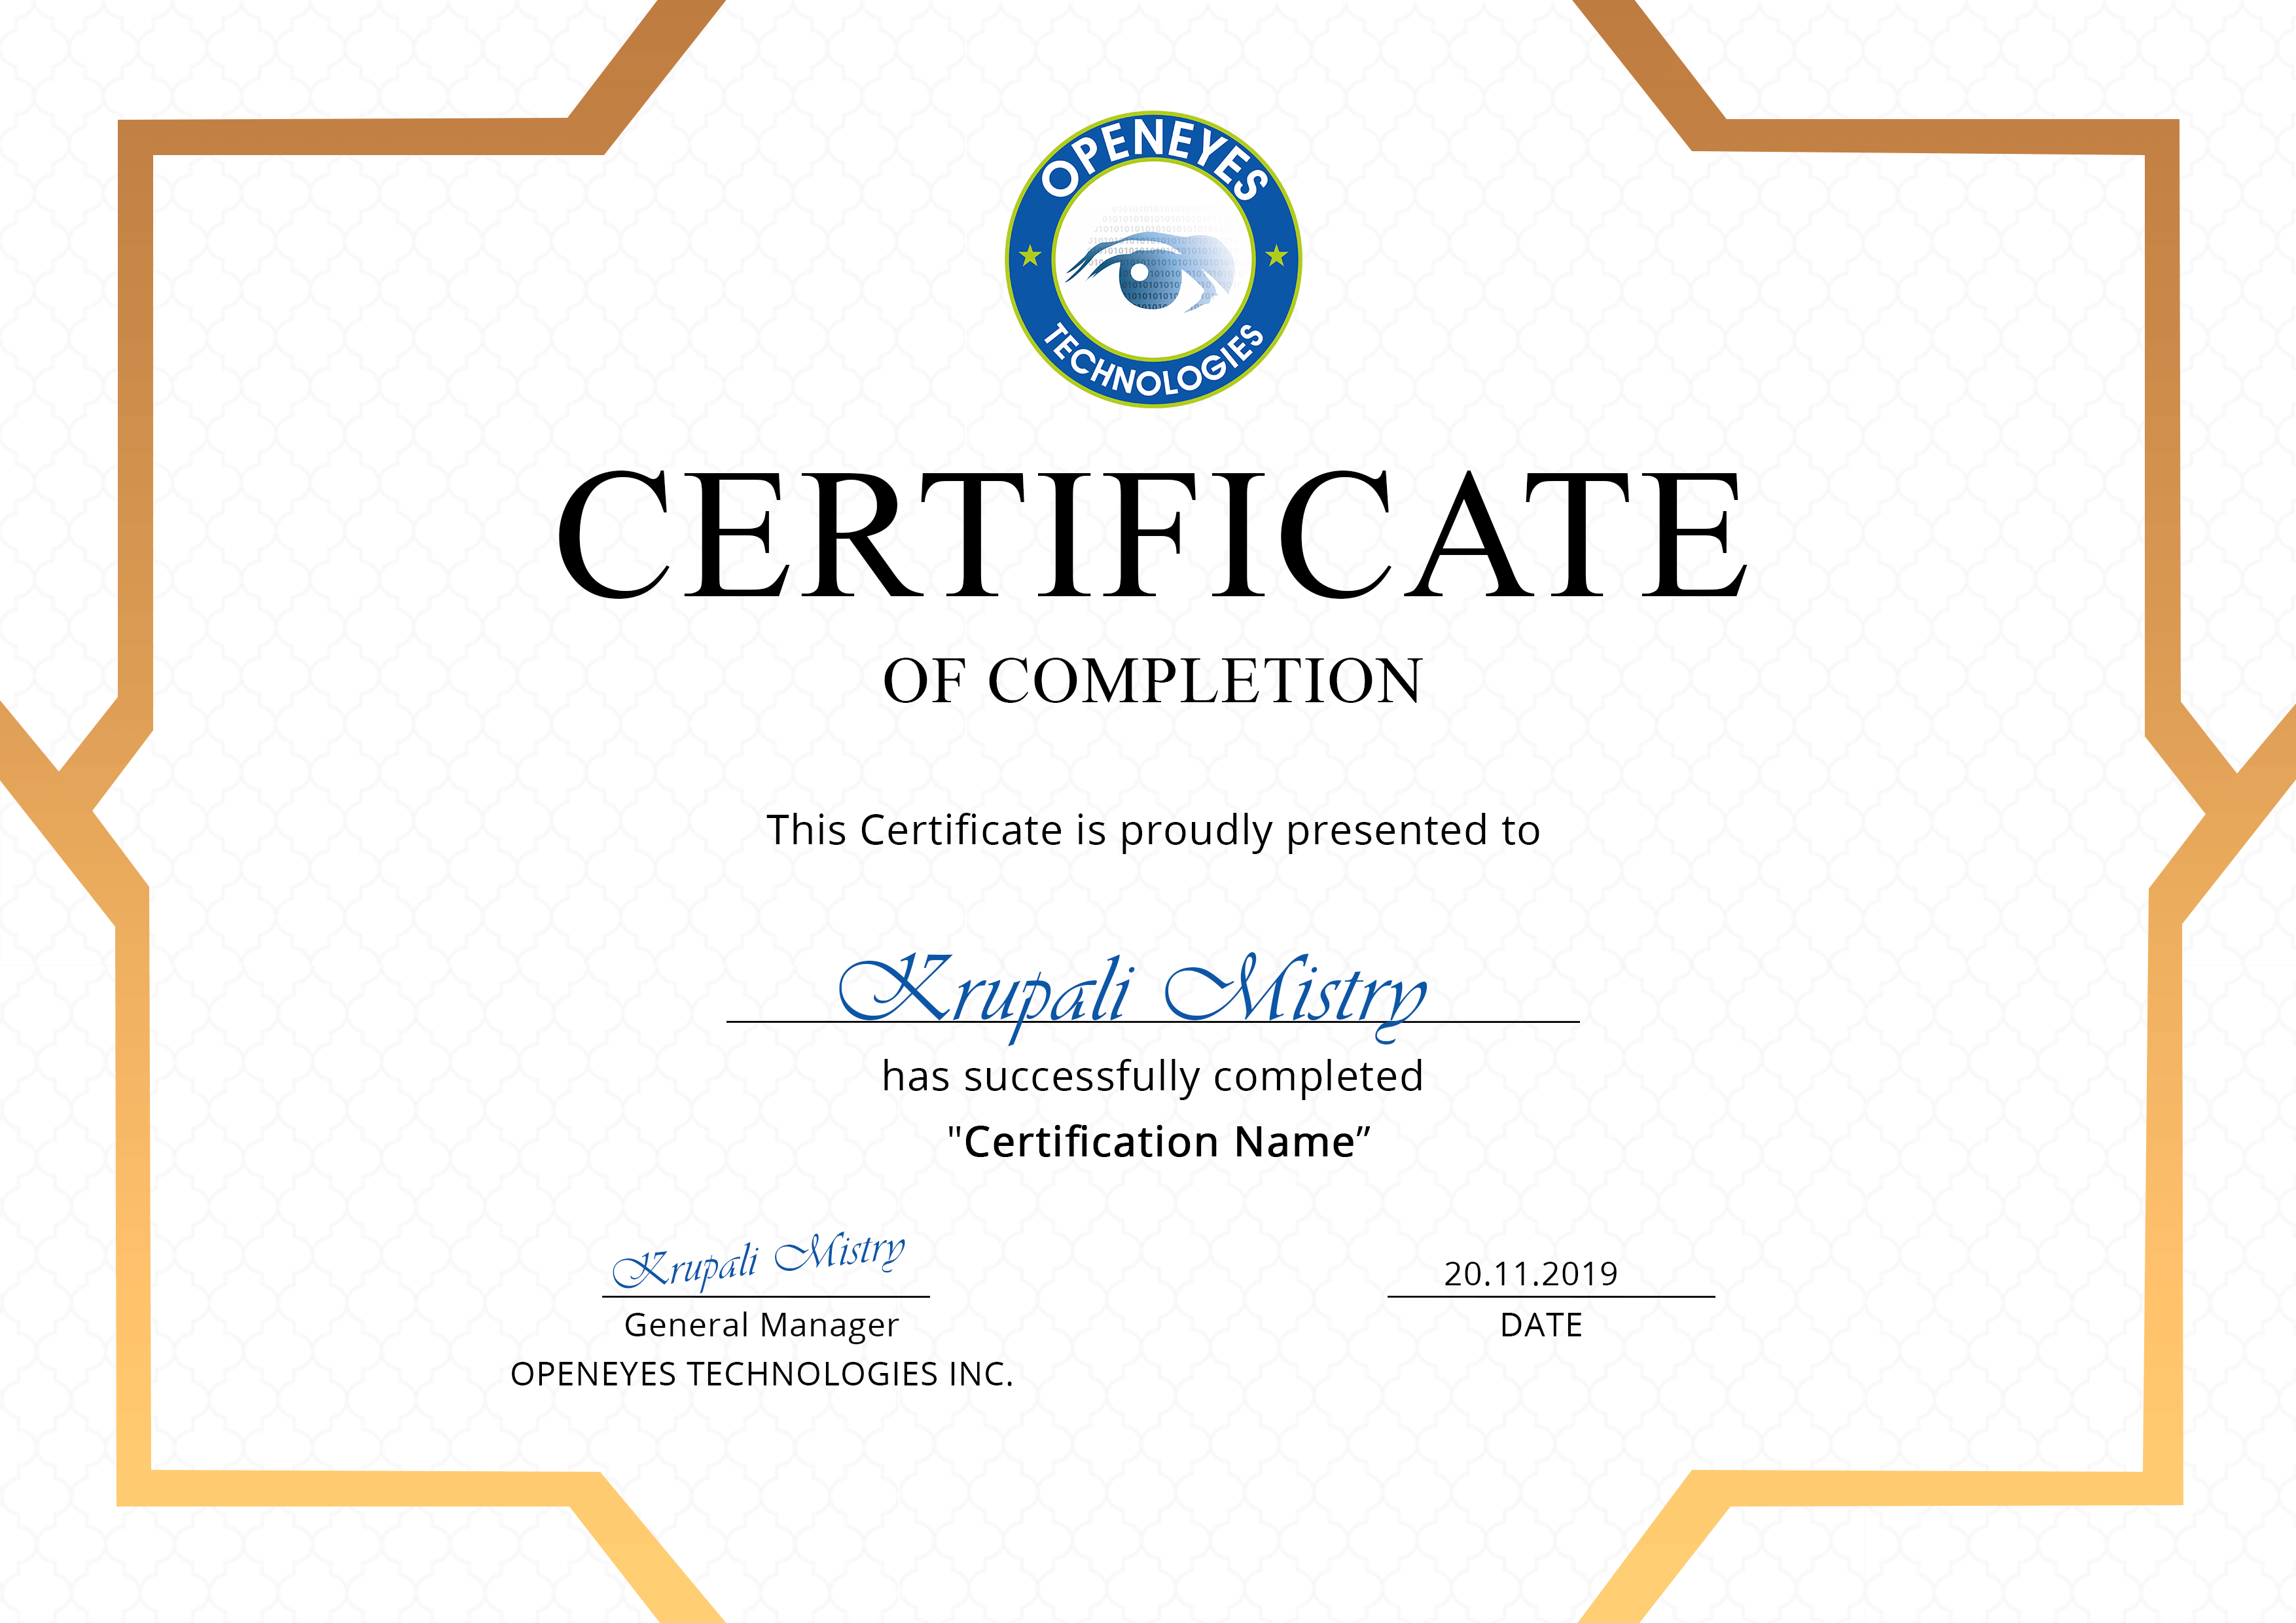 OPENEYES
TECHNOLOGIES
CERTIFICATE
OF COMPLETION
This Certificate is proudly presented to
Krupali Mistry
has successfully completed
"Certification Name”
Krupali Mistry
20.11.2019
General Manager
DATE
OPENEYES TECHNOLOGIES INC.